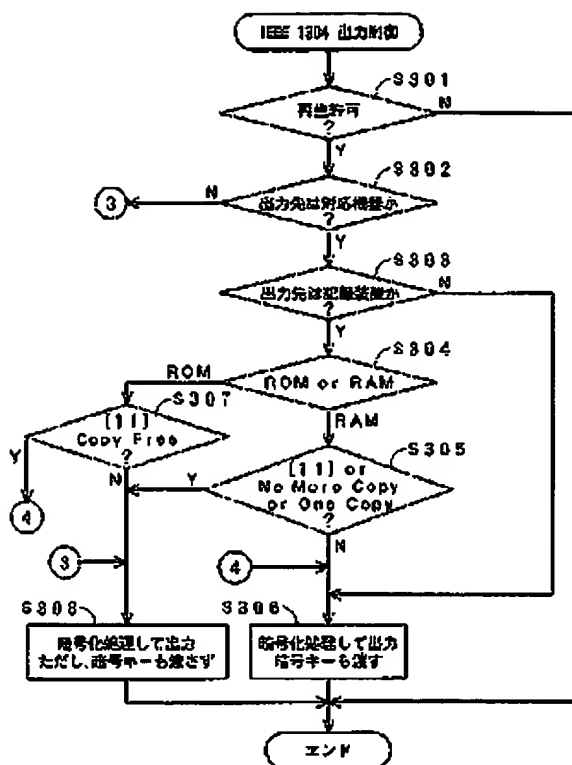 IEEE 1394 出力制御
S301
再生許可
?
N
Y
S302
出力先は対応機器か
?
N
3
Y
S303
出力先は記録装置か
?
N
Y
S304
ROM or RAM
ROM
RAM
S307
[11]
Copy Free
?
Y
N
4
S305
[11] or
No More Copy
or One Copy
?
Y
N
3
4
S308
暗号化処理して出力
ただし、暗号キーも渡さず
S306
暗号化処理して出力
暗号キーも渡す
エンド